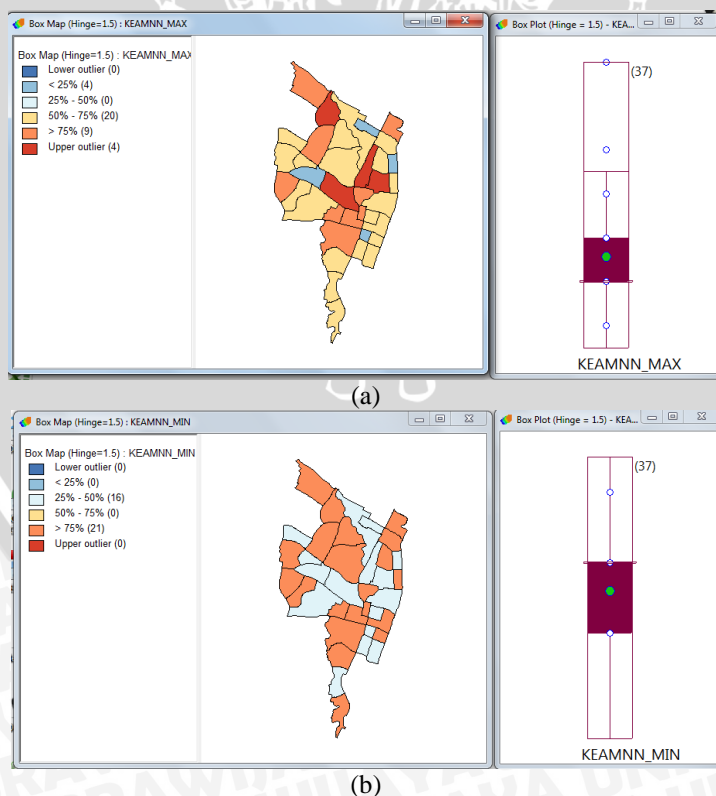 Box Map (Hinge=1.5) : KEAMNN_MAX
Box Map (Hinge=1.5) : KEAMNN_MAX
Lower outlier (0)
< 25% (4)
25% - 50% (0)
50% - 75% (20)
> 75% (9)
Upper outlier (4)
Box Plot (Hinge = 1.5) - KEA...
(37)
KEAMNN_MAX
(a)
Box Map (Hinge=1.5) : KEAMNN_MIN
Box Map (Hinge=1.5) : KEAMNN_MIN
Lower outlier (0)
< 25% (0)
25% - 50% (16)
50% - 75% (0)
> 75% (21)
Upper outlier (0)
Box Plot (Hinge = 1.5) - KEA...
(37)
KEAMNN_MIN
(b)